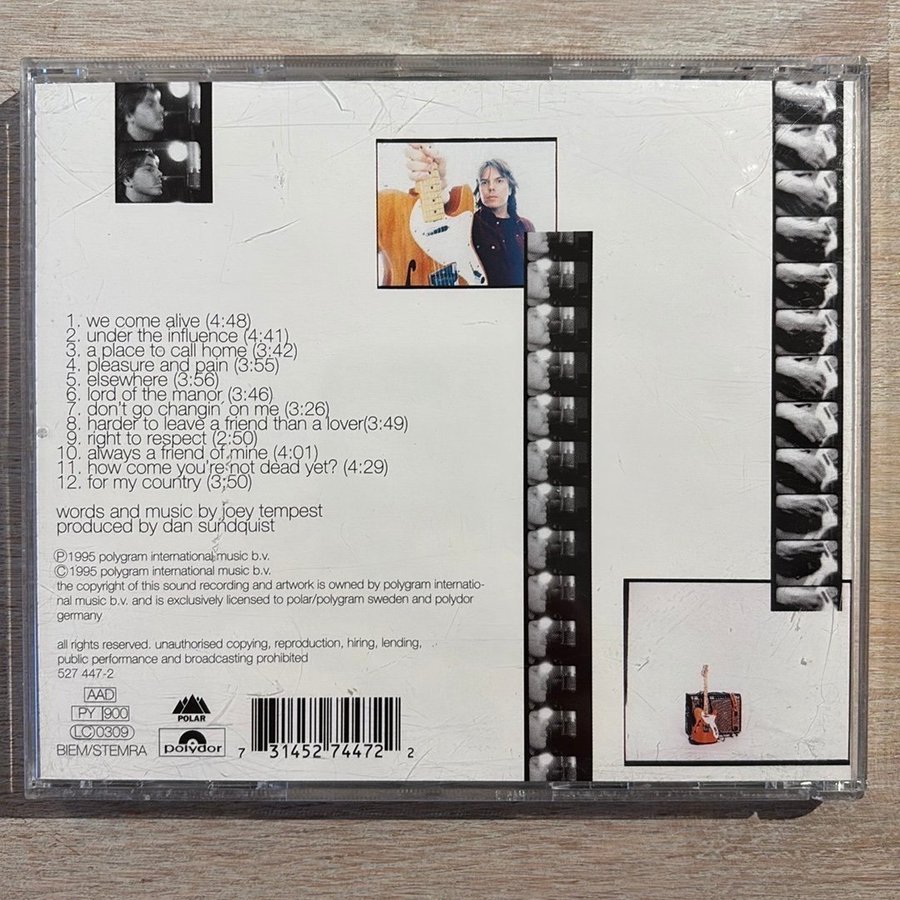 1. we come alive (4:48)
2. under the influence (4:41)
3. a place to call home (3:42)
4. pleasure and pain (3:55)
5. elsewhere (3:56)
6. lord of the manor (3:46)
7. don't go changin' on me (3:26)
8. harder to leave a friend than a lover(3:49)
9. right to respect (2:50)
10. always a friend of mine (4:01)
11. how come you're not dead yet? (4:29)
12. for my country (3:50)
words and music by joey tempest
produced by dan sundquist
℗1995 polygram international music b.v.
©1995 polygram international music b.v.
the copyright of this sound recording and artwork is owned by polygram internatio-
nal music b.v. and is exclusively licensed to polar/polygram sweden and polydor
germany
all rights reserved. unauthorised copying, reproduction, hiring, lending,
public performance and broadcasting prohibited
527 447-2
AAD
PY 900
LC 0309
BIEM/STEMRA
POLAR
polydor
7 31452 74472 2